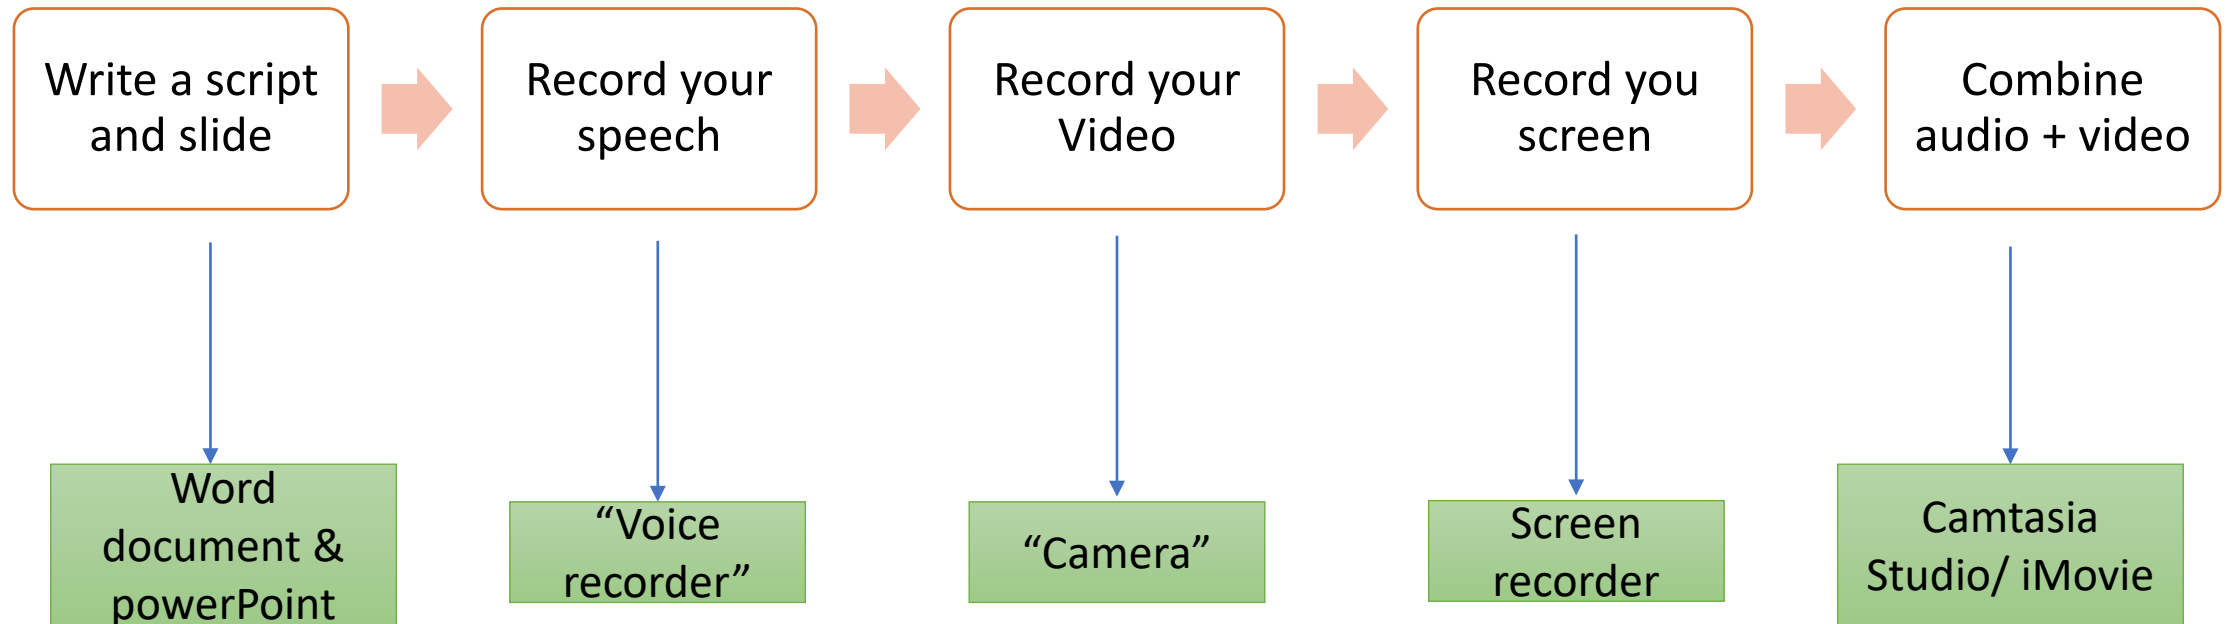 Write a script
and slide
Record your
speech
Record your
Video
Record you
screen
Combine
audio + video
Word
document &
powerPoint
“Voice
recorder”
“Camera”
Screen
recorder
Camtasia
Studio/ iMovie